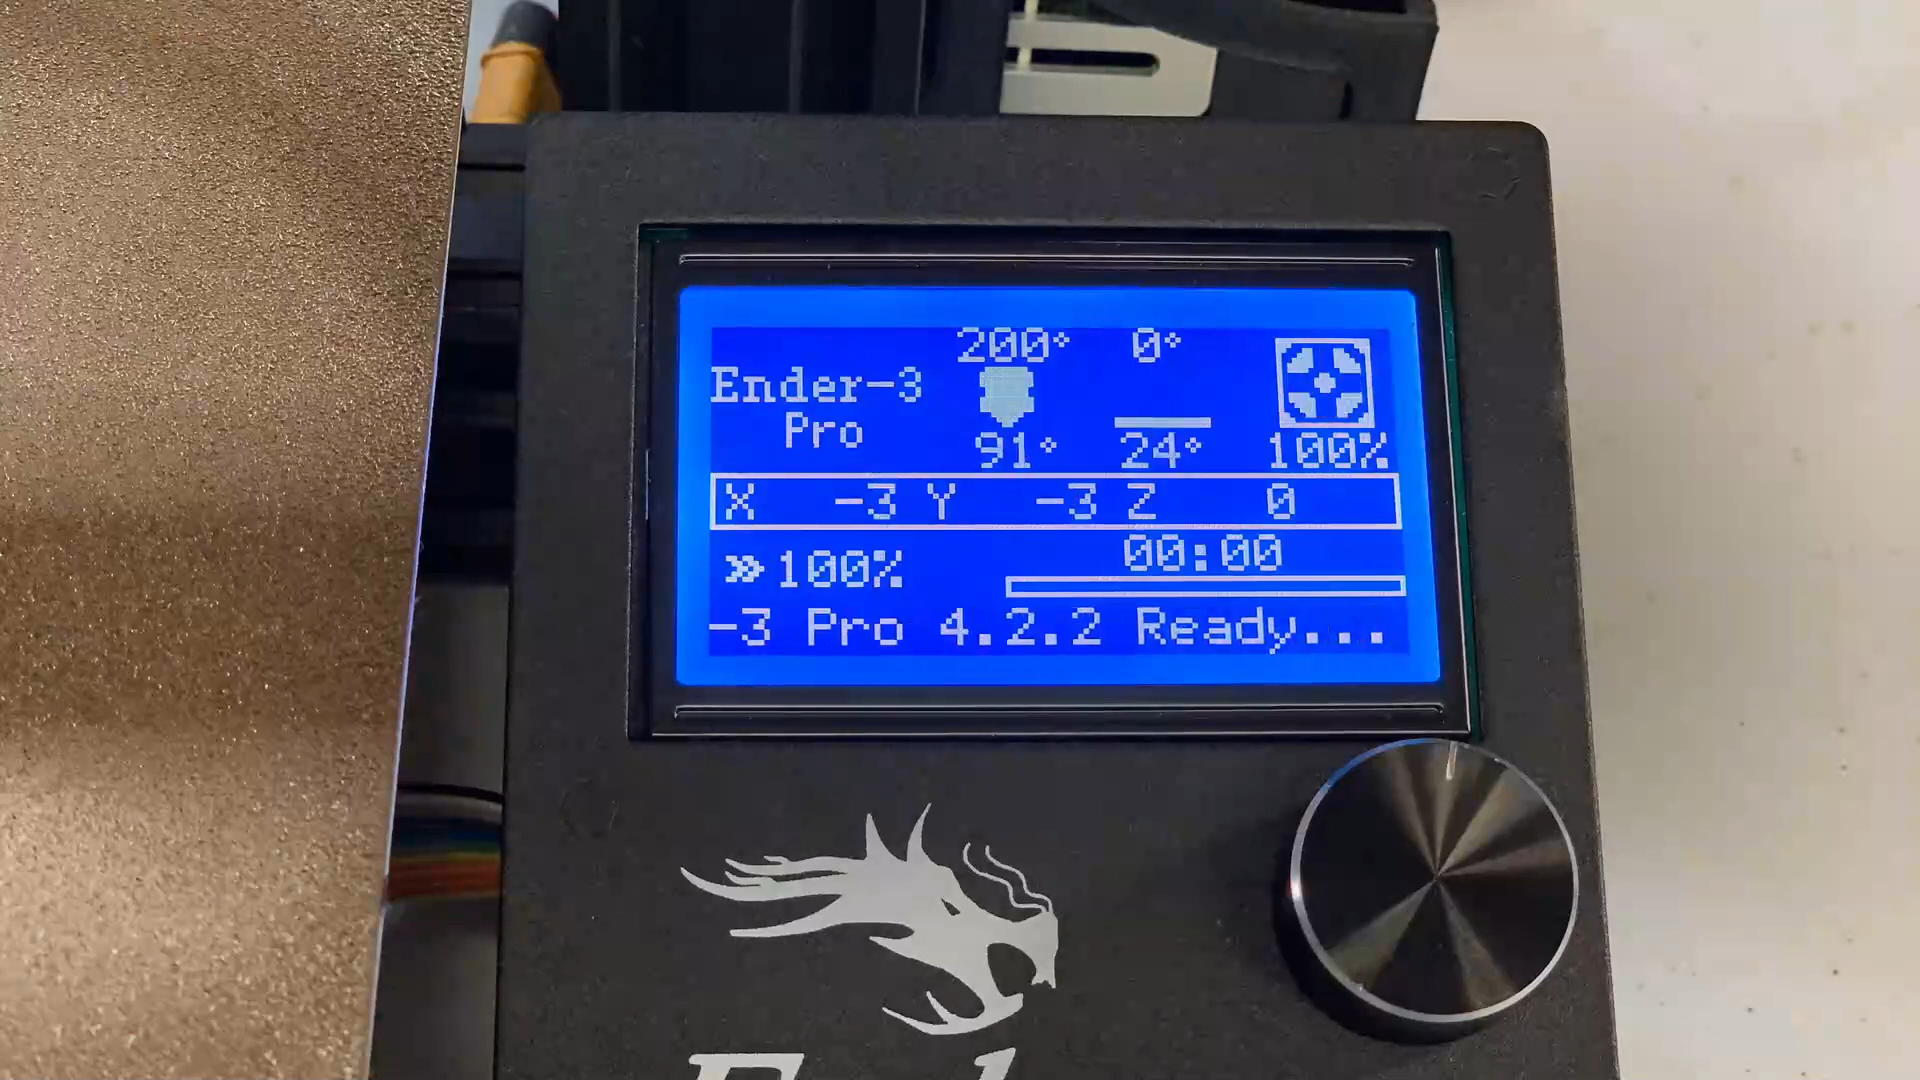 200° 0°
Ender-3
Pro
91° 24° 100%
X -3 Y -3 Z 0
00:00
»100%
-3 Pro 4.2.2 Ready...